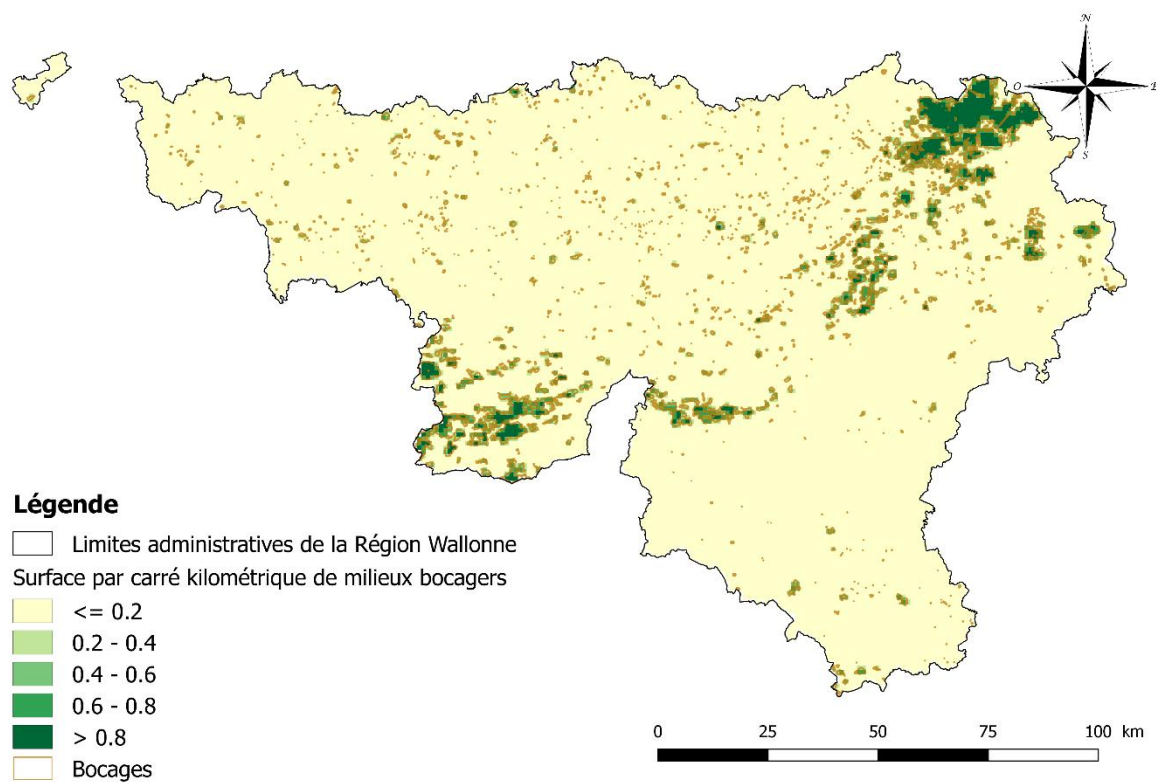 N
O
E
S
Légende
Limites administratives de la Région Wallonne
Surface par carré kilométrique de milieux bocagers
<= 0.2
0.2 - 0.4
0.4 - 0.6
0.6 - 0.8
> 0.8
Bocages
0 25 50 75 100 km